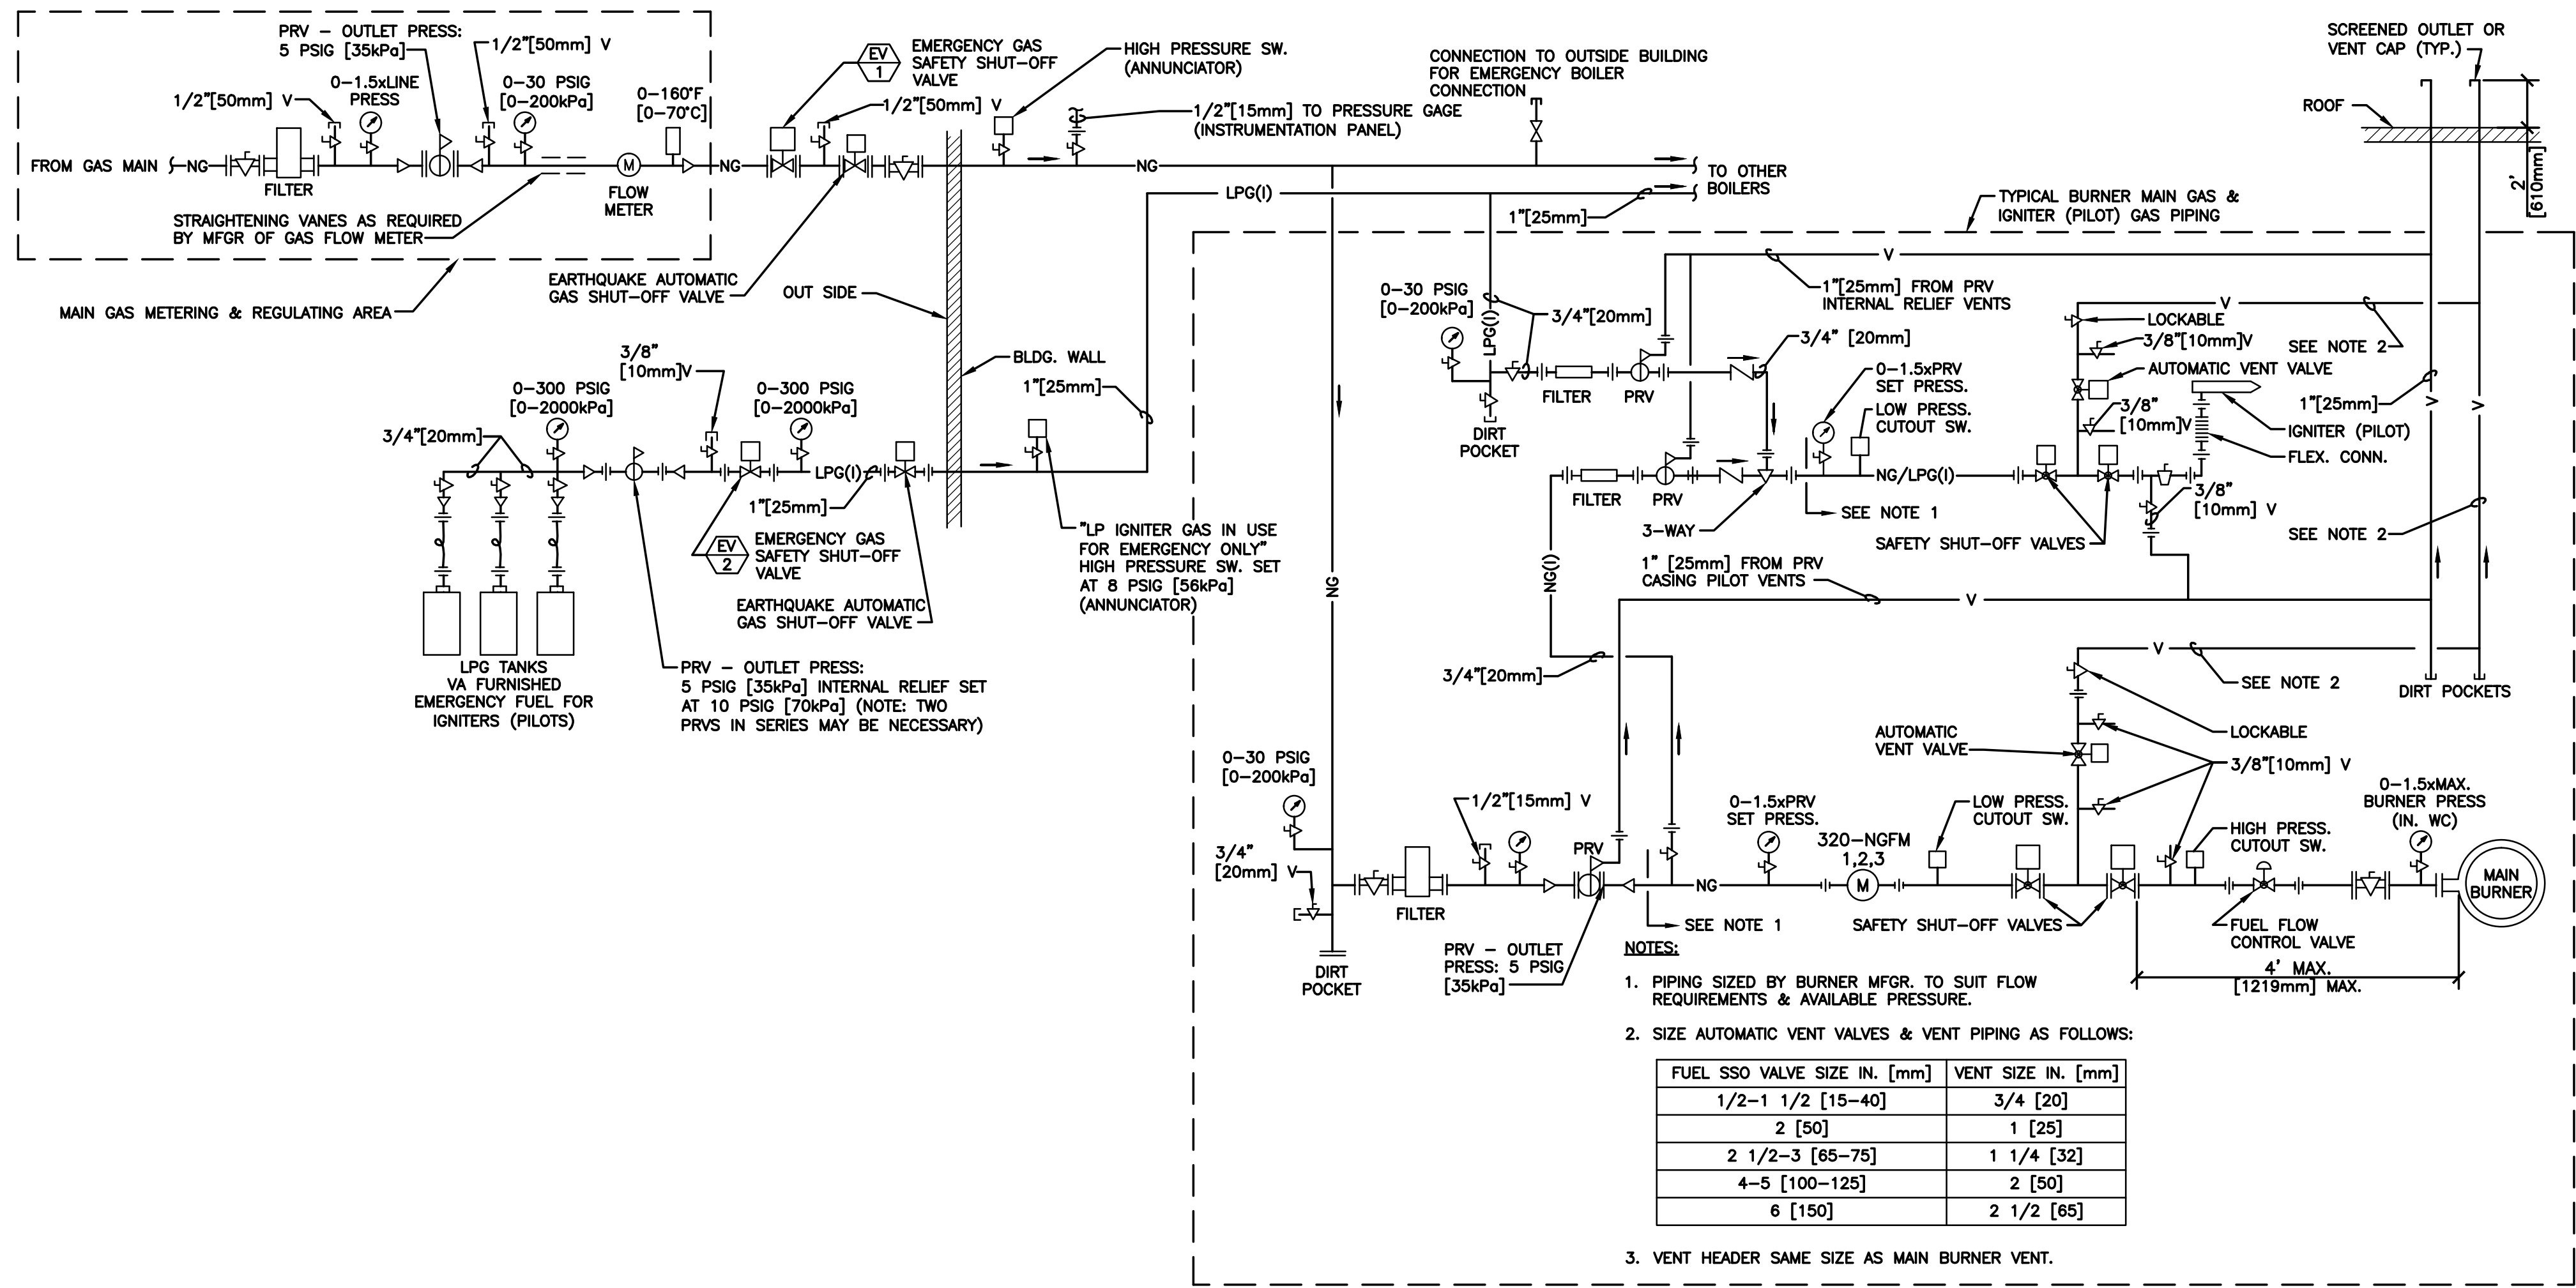 PRV – OUTLET PRESS:
5 PSIG [35kPa]
1/2"[50mm] V
1/2"[50mm] V
0–1.5xLINE
PRESS
0–30 PSIG
[0–200kPa]
0–160°F
[0–70°C]
FROM GAS MAIN
NG
FILTER
M
FLOW
METER
NG
STRAIGHTENING VANES AS REQUIRED
BY MFGR OF GAS FLOW METER
MAIN GAS METERING & REGULATING AREA
EV
1
EMERGENCY GAS
SAFETY SHUT–OFF
VALVE
1/2"[50mm] V
EARTHQUAKE AUTOMATIC
GAS SHUT–OFF VALVE
OUT SIDE
BLDG. WALL
HIGH PRESSURE SW.
(ANNUNCIATOR)
1/2"[15mm] TO PRESSURE GAGE
(INSTRUMENTATION PANEL)
CONNECTION TO OUTSIDE BUILDING
FOR EMERGENCY BOILER
CONNECTION
NG
LPG(I)
TO OTHER
BOILERS
1"[25mm]
SCREENED OUTLET OR
VENT CAP (TYP.)
ROOF
2'
[610mm]
TYPICAL BURNER MAIN GAS &
IGNITER (PILOT) GAS PIPING
3/8"
[10mm]V
0–300 PSIG
[0–2000kPa]
0–300 PSIG
[0–2000kPa]
3/4"[20mm]
LPG(I)
1"[25mm]
1"[25mm]
EV
2
EMERGENCY GAS
SAFETY SHUT–OFF
VALVE
EARTHQUAKE AUTOMATIC
GAS SHUT–OFF VALVE
"LP IGNITER GAS IN USE
FOR EMERGENCY ONLY"
HIGH PRESSURE SW. SET
AT 8 PSIG [56kPa]
(ANNUNCIATOR)
LPG TANKS
VA FURNISHED
EMERGENCY FUEL FOR
IGNITERS (PILOTS)
PRV – OUTLET PRESS:
5 PSIG [35kPa] INTERNAL RELIEF SET
AT 10 PSIG [70kPa] (NOTE: TWO
PRVS IN SERIES MAY BE NECESSARY)
V
1"[25mm] FROM PRV
INTERNAL RELIEF VENTS
0–30 PSIG
[0–200kPa]
LPG(I)
3/4"[20mm]
3/4" [20mm]
FILTER
PRV
DIRT
POCKET
0–1.5xPRV
SET PRESS.
LOW PRESS.
CUTOUT SW.
V
LOCKABLE
3/8"[10mm]V
SEE NOTE 2
AUTOMATIC VENT VALVE
3/8"
[10mm]V
1"[25mm]
V
V
IGNITER (PILOT)
FLEX. CONN.
FILTER
PRV
NG/LPG(I)
3/8"
[10mm] V
SEE NOTE 1
3–WAY
SAFETY SHUT–OFF VALVES
SEE NOTE 2
NG(I)
1" [25mm] FROM PRV
CASING PILOT VENTS
V
NG
3/4"[20mm]
V
SEE NOTE 2
DIRT POCKETS
AUTOMATIC
VENT VALVE
LOCKABLE
3/8"[10mm] V
0–30 PSIG
[0–200kPa]
3/4"
[20mm] V
1/2"[15mm] V
0–1.5xPRV
SET PRESS.
320–NGFM
1,2,3
LOW PRESS.
CUTOUT SW.
0–1.5xMAX.
BURNER PRESS
(IN. WC)
HIGH PRESS.
CUTOUT SW.
PRV
NG
M
MAIN
BURNER
FILTER
SEE NOTE 1
SAFETY SHUT–OFF VALVES
FUEL FLOW
CONTROL VALVE
DIRT
POCKET
PRV – OUTLET
PRESS: 5 PSIG
[35kPa]
4' MAX.
[1219mm] MAX.
NOTES:
1. PIPING SIZED BY BURNER MFGR. TO SUIT FLOW
REQUIREMENTS & AVAILABLE PRESSURE.
2. SIZE AUTOMATIC VENT VALVES & VENT PIPING AS FOLLOWS:
FUEL SSO VALVE SIZE IN. [mm] VENT SIZE IN. [mm]
1/2–1 1/2 [15–40] 3/4 [20]
2 [50] 1 [25]
2 1/2–3 [65–75] 1 1/4 [32]
4–5 [100–125] 2 [50]
6 [150] 2 1/2 [65]
3. VENT HEADER SAME SIZE AS MAIN BURNER VENT.